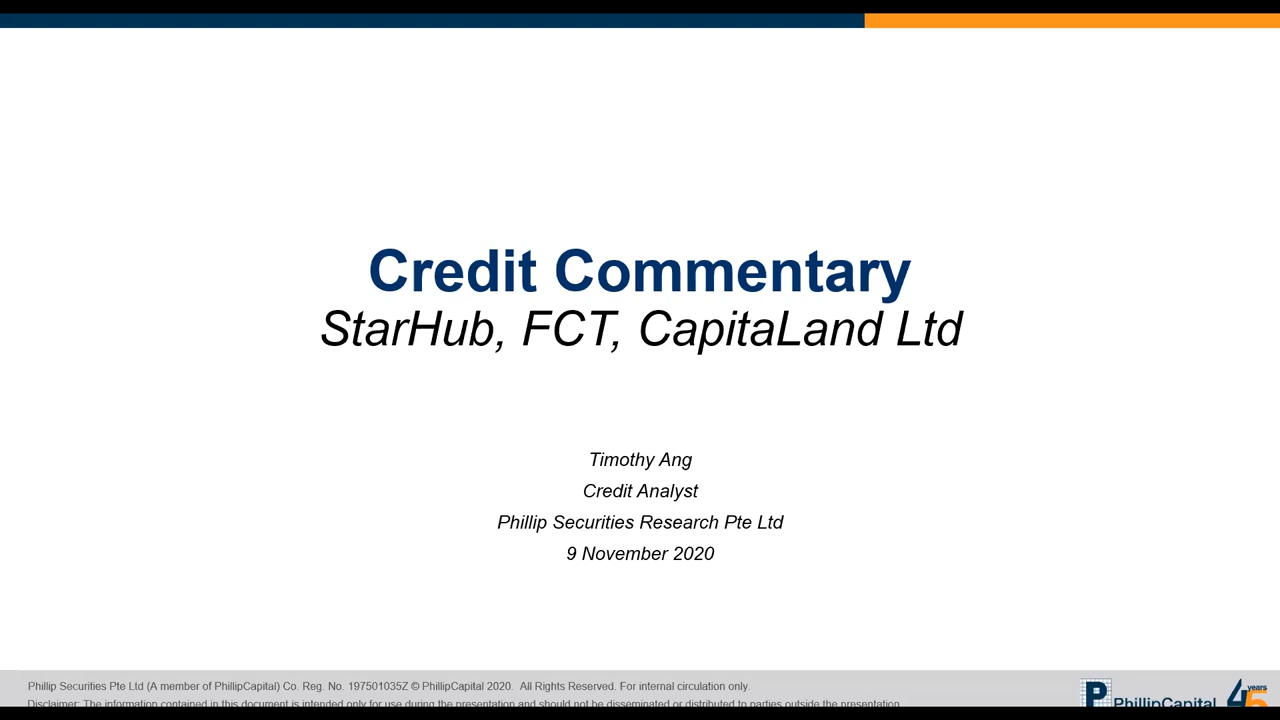 Credit Commentary
StarHub, FCT, CapitaLand Ltd
Timothy Ang
Credit Analyst
Phillip Securities Research Pte Ltd
9 November 2020
Phillip Securities Pte Ltd (A member of PhillipCapital) Co. Reg. No. 197501035Z © PhillipCapital 2020. All Rights Reserved. For internal circulation only.
Disclaimer: The information contained in this document is intended only for use during the presentation and should not be disseminated or distributed to parties outside the presentation.
P PhillipCapital 45 years